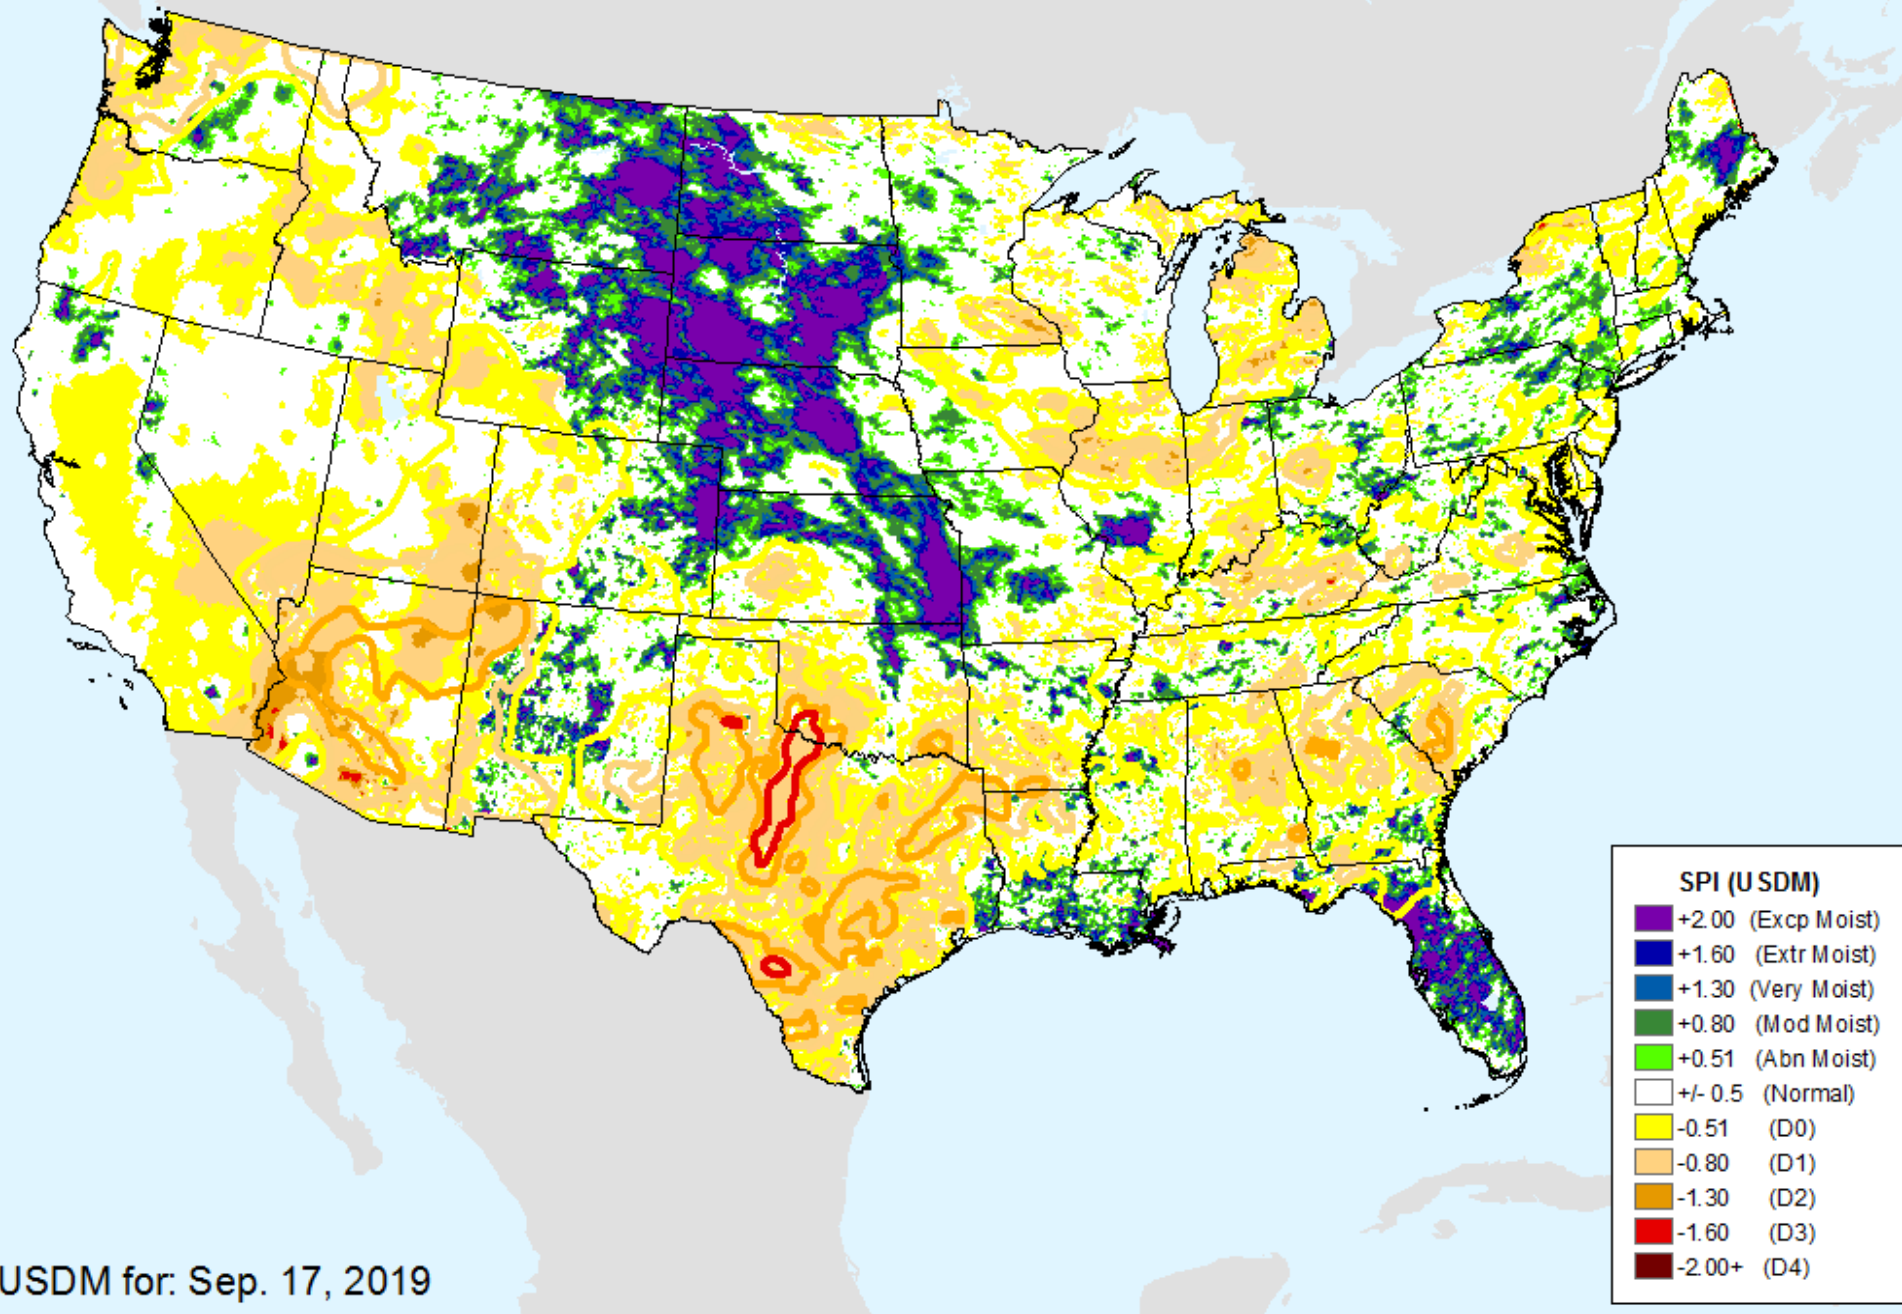 SPI (USDM)
+2.00 (Excp Moist)
+1.60 (Extr Moist)
+1.30 (Very Moist)
+0.80 (Mod Moist)
+0.51 (Abn Moist)
+/- 0.5 (Normal)
-0.51 (D0)
-0.80 (D1)
-1.30 (D2)
-1.60 (D3)
-2.00+ (D4)
USDM for: Sep. 17, 2019